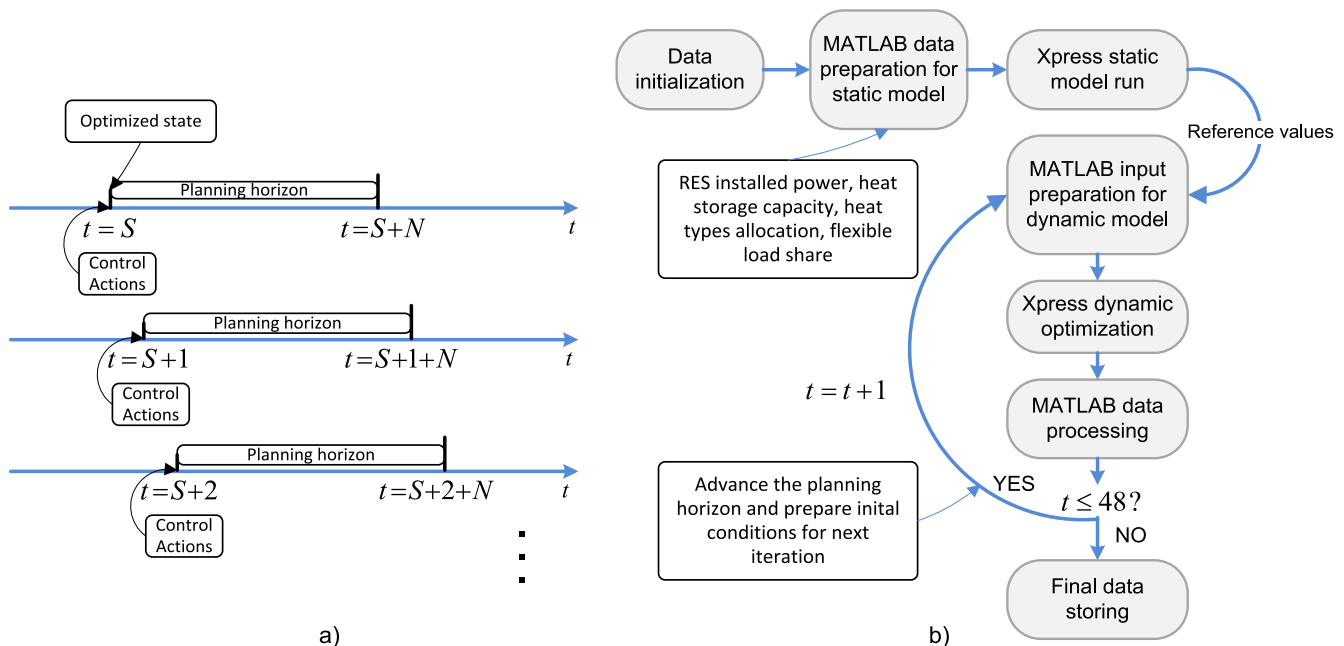 Optimized state
Planning horizon
t = S
t = S + N
t
Control
Actions
Planning horizon
t = S + 1
t = S + 1 + N
t
Control
Actions
Planning horizon
t = S + 2
t = S + 2 + N
t
Control
Actions
a)
Data
initialization
MATLAB data
preparation for
static model
Xpress static
model run
Reference values
RES installed power, heat
storage capacity, heat
types allocation, flexible
load share
MATLAB input
preparation for
dynamic model
Xpress dynamic
optimization
t = t + 1
MATLAB data
processing
Advance the planning
horizon and prepare inital
conditions for next
iteration
YES
t ≤ 48?
NO
Final data
storing
b)